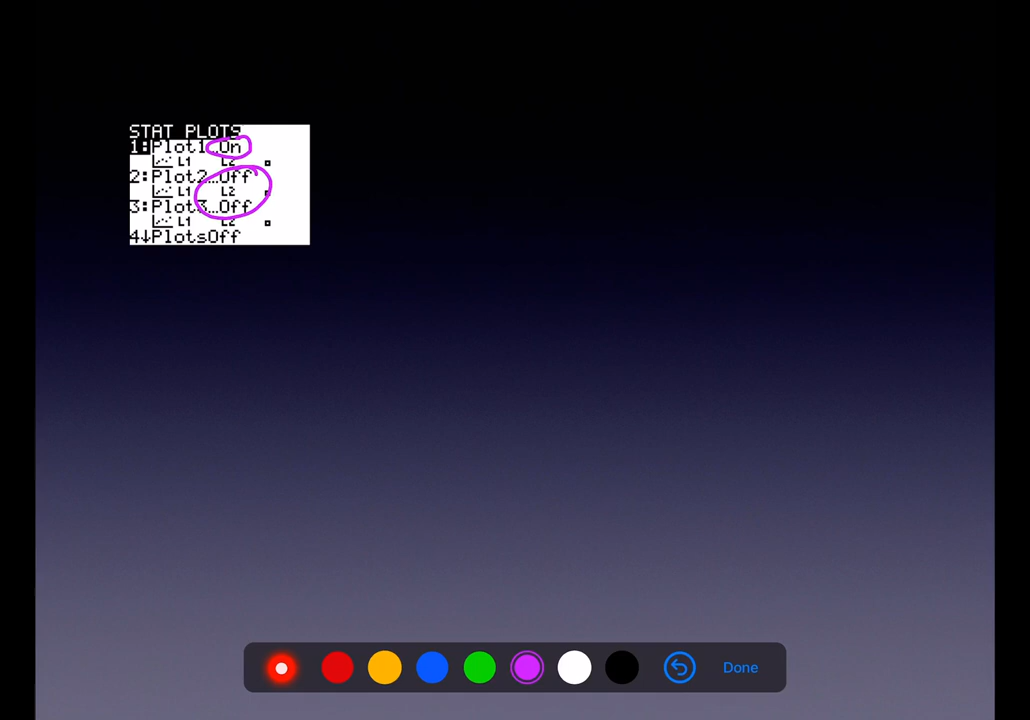 STAT PLOTS
1:Plot1…On
L1 L2
2:Plot2…Off
L1 L2
3:Plot3…Off
L1 L2
4↓PlotsOff
Done